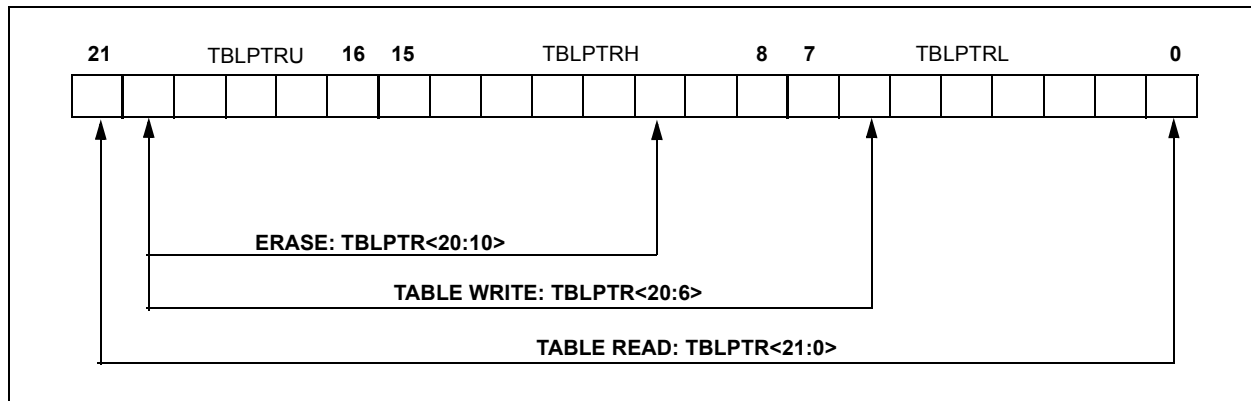 21 TBLPTRU 16 15 TBLPTRH 8 7 TBLPTRL 0
ERASE: TBLPTR<20:10>
TABLE WRITE: TBLPTR<20:6>
TABLE READ: TBLPTR<21:0>